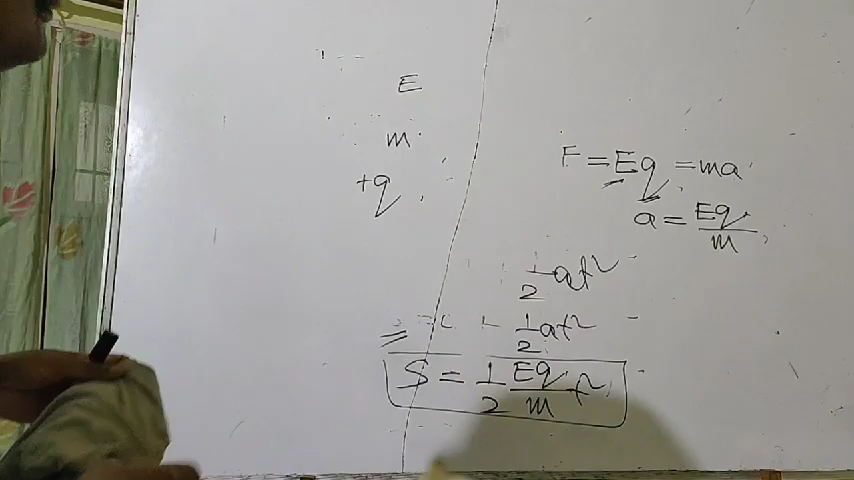 E
m
+q
F = Eq = ma
a = Eq/m
1/2 at²
1/2 at²
S = 1/2 Eq/m t²